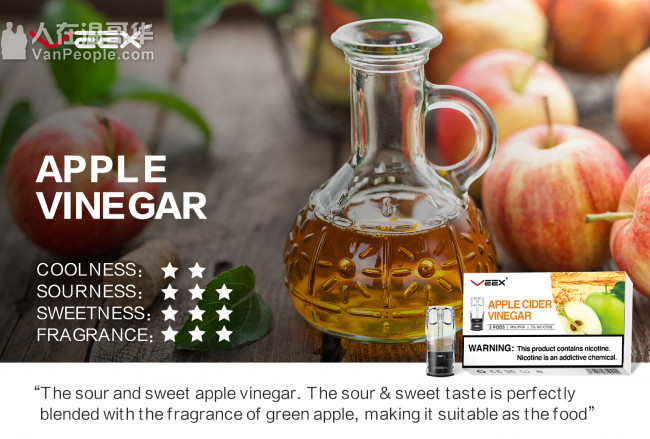 人在温哥华
VanPeople.com
VEEX
APPLE
VINEGAR
COOLNESS: ★★
SOURNESS: ★★★
SWEETNESS: ★★★
FRAGRANCE: ★★★
VEEX
APPLE CIDER
VINEGAR
WARNING: This product contains nicotine.
Nicotine is an addictive chemical.
“The sour and sweet apple vinegar. The sour & sweet taste is perfectly
blended with the fragrance of green apple, making it suitable as the food”